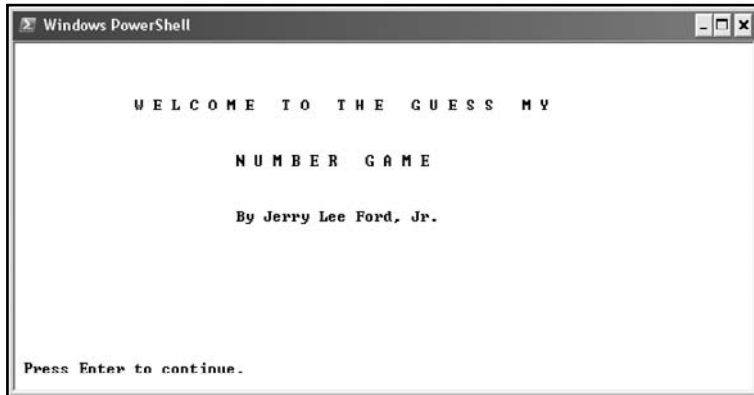 Windows PowerShell
W E L C O M E   T O   T H E   G U E S S   M Y
N U M B E R   G A M E
By Jerry Lee Ford, Jr.
Press Enter to continue.